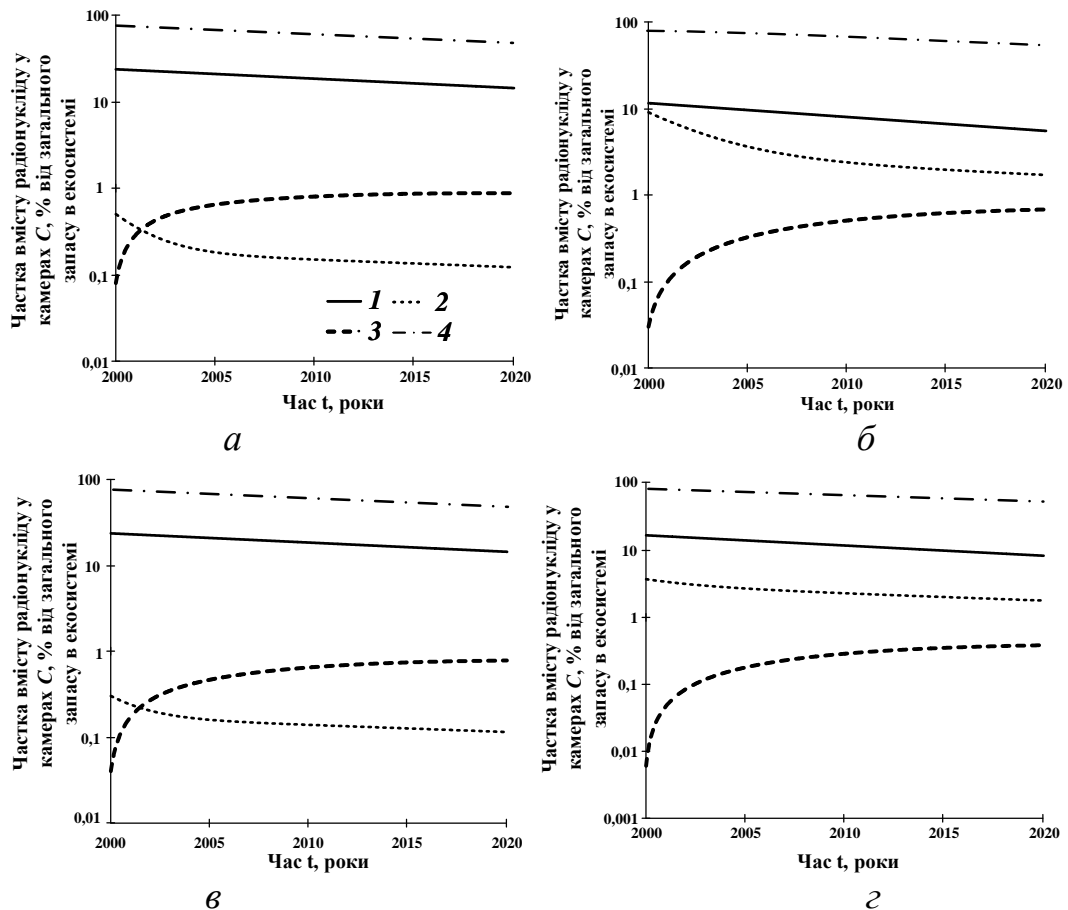 Частка вмісту радіонукліду у
камерах C, % від загального
запасу в екосистемі
100
10
1
0,1
0,01
1 2
3 4
2000 2005 2010 2015 2020
Час t, роки
а
Частка вмісту радіонукліду у
камерах C, % від загального
запасу в екосистемі
100
10
1
0,1
0,01
2000 2005 2010 2015 2020
Час t, роки
б
Частка вмісту радіонукліду у
камерах C, % від загального
запасу в екосистемі
100
10
1
0,1
0,01
2000 2005 2010 2015 2020
Час t, роки
в
Частка вмісту радіонукліду у
камерах C, % від загального
запасу в екосистемі
100
10
1
0,1
0,01
0,001
2000 2005 2010 2015 2020
Час t, роки
г